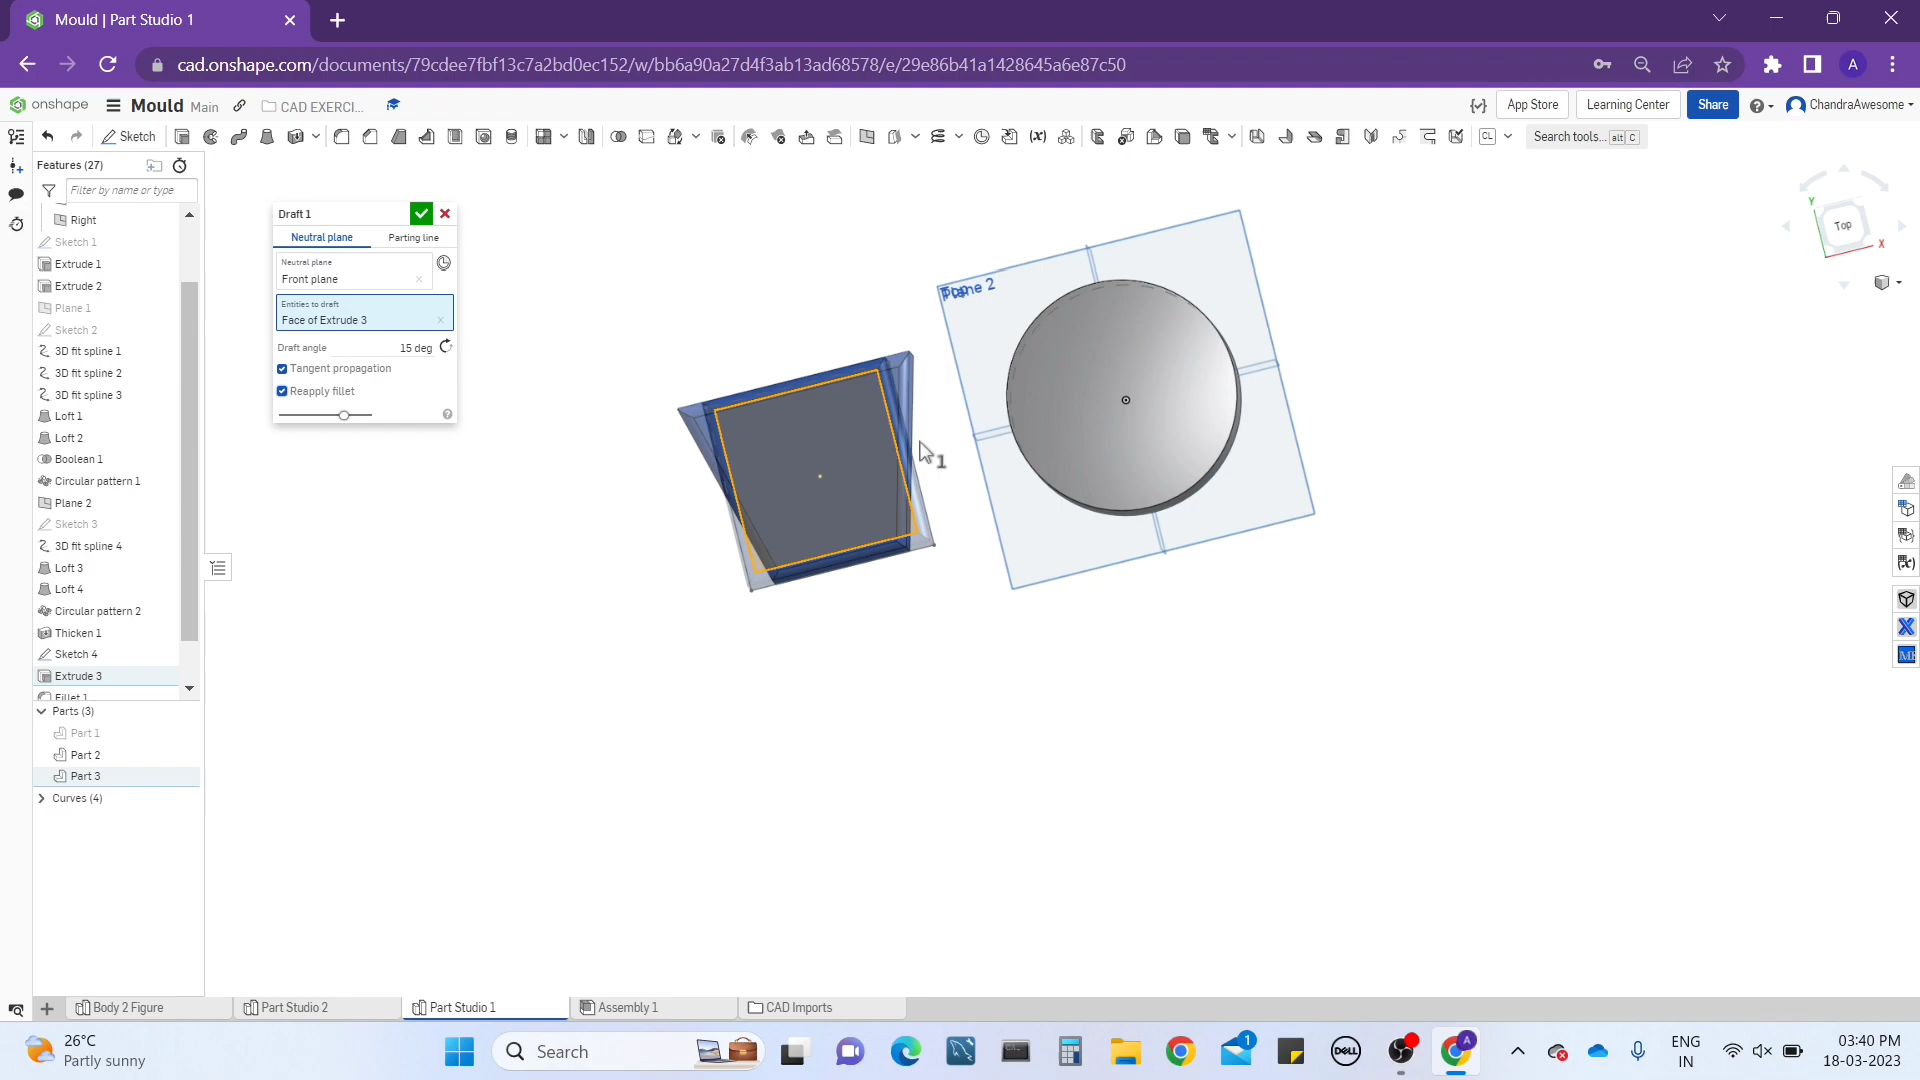 Mould | Part Studio 1
cad.onshape.com/documents/79cdee7fbf13c7a2bd0ec152/w/bb6a90a27d4f3ab13ad68578/e/29e86b41a1428645a6e87c50
A
onshape
Mould Main
CAD EXERCI...
App Store
Learning Center
Share
ChandraAwesome
Sketch
CL
Search tools... alt C
Features (27)
Filter by name or type
Right
Sketch 1
Extrude 1
Extrude 2
Plane 1
Sketch 2
3D fit spline 1
3D fit spline 2
3D fit spline 3
Loft 1
Loft 2
Boolean 1
Circular pattern 1
Plane 2
Sketch 3
3D fit spline 4
Loft 3
Loft 4
Circular pattern 2
Thicken 1
Sketch 4
Extrude 3
Fillet 1
Parts (3)
Part 1
Part 2
Part 3
Curves (4)
Draft 1
Neutral plane
Parting line
Neutral plane
Front plane
Entities to draft
Face of Extrude 3
Draft angle 15 deg
Tangent propagation
Reapply fillet
Plane 2
1
Top
Y
X
Body 2 Figure
Part Studio 2
Part Studio 1
Assembly 1
CAD Imports
26°C
Partly sunny
Search
DELL
1
A
ENG
IN
03:40 PM
18-03-2023